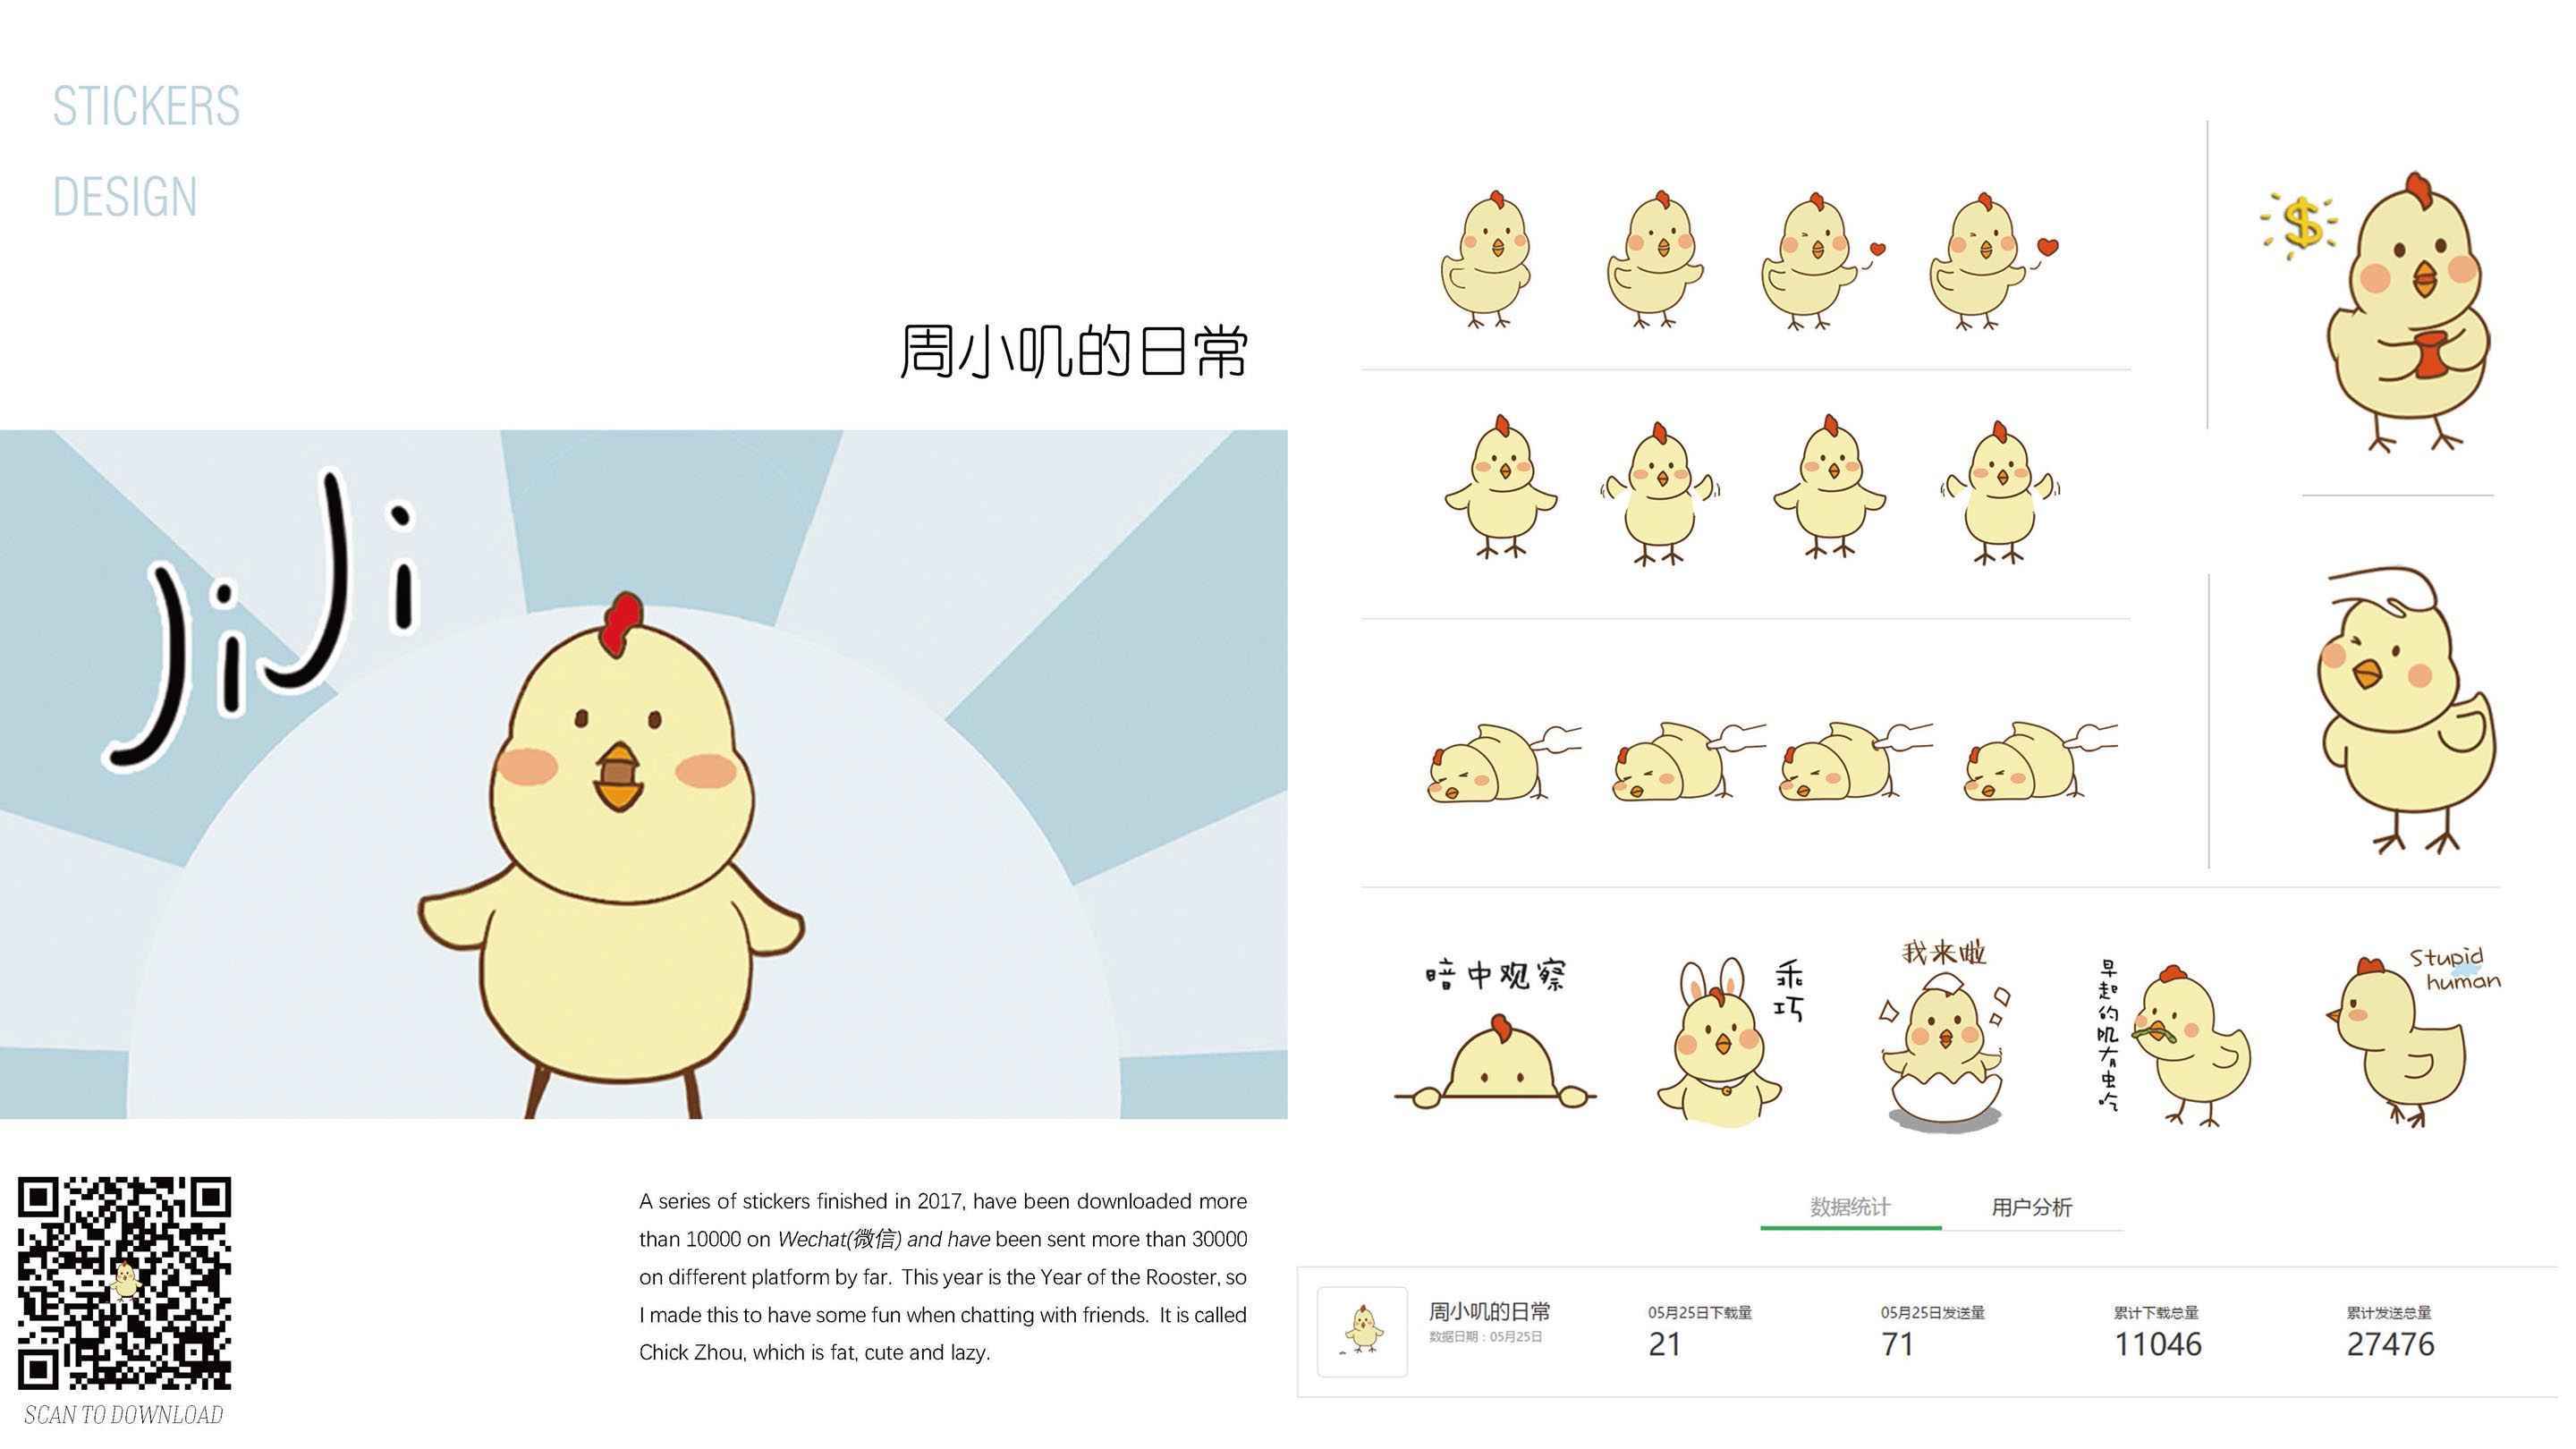 STICKERS
DESIGN
周小叽的日常
JiJi
A series of stickers finished in 2017, have been downloaded more
than 10000 on Wechat(微信) and have been sent more than 30000
on different platform by far. This year is the Year of the Rooster, so
I made this to have some fun when chatting with friends. It is called
Chick Zhou, which is fat, cute and lazy.
SCAN TO DOWNLOAD
$
暗中观察
乖巧
我来啦
早起的叽有虫吃
Stupid
human
数据统计
用户分析
周小叽的日常
数据日期：05月25日
05月25日下载量
21
05月25日发送量
71
累计下载总量
11046
累计发送总量
27476